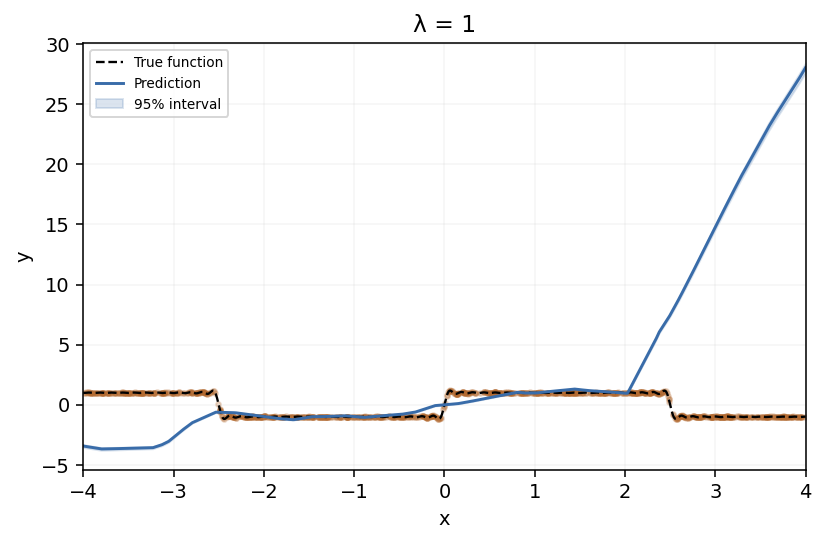 λ = 1
True function
Prediction
95% interval
30
25
20
15
10
5
0
−5
y
−4 −3 −2 −1 0 1 2 3 4
x